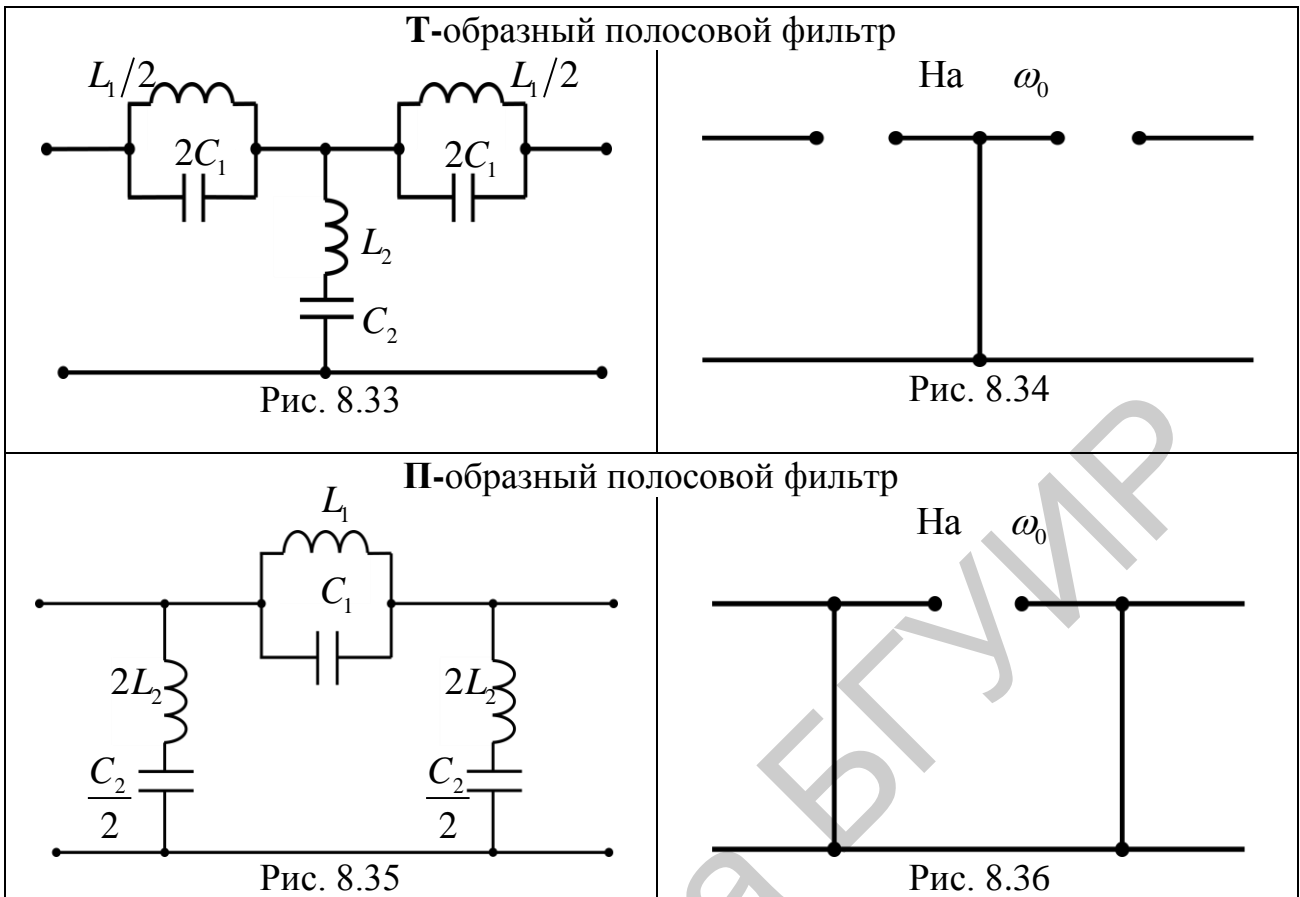 Т-образный полосовой фильтр
L₁/2
L₁/2
2C₁
2C₁
L₂
C₂
Рис. 8.33
На ω₀
Рис. 8.34
П-образный полосовой фильтр
L₁
C₁
2L₂
2L₂
C₂/2
C₂/2
Рис. 8.35
На ω₀
Рис. 8.36
а БГУИР